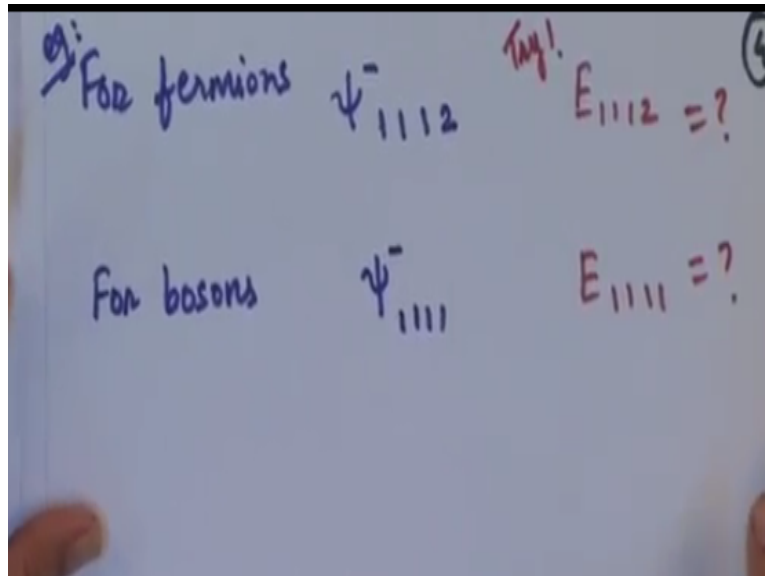 eg:
For fermions ψ⁻₁₁₁₂ Try! E₁₁₁₂ = ?
For bosons ψ⁻₁₁₁₁ E₁₁₁₁ = ?